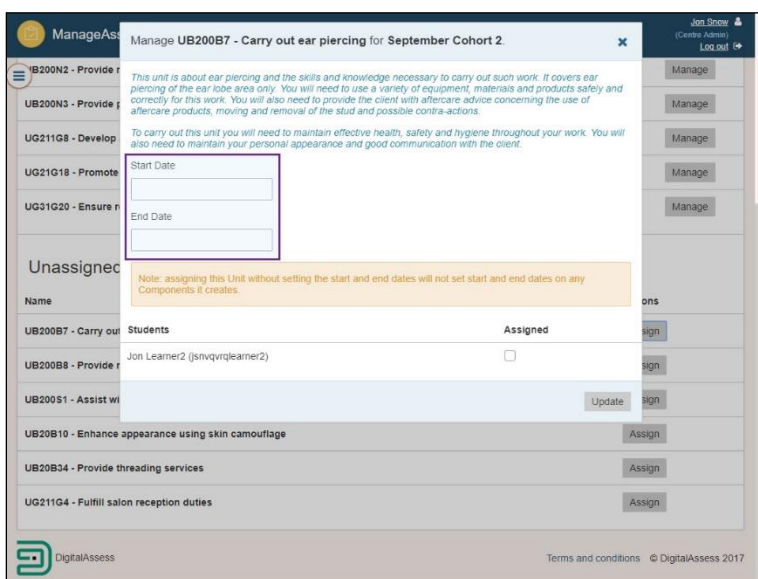 ManageAss
Jon Snow
(Centre Admin)
Log out
Manage UB200B7 - Carry out ear piercing for September Cohort 2.
This unit is about ear piercing and the skills and knowledge necessary to carry out such work. It covers ear
piercing of the ear lobe area only. You will need to use a variety of equipment, materials and products safely and
correctly for this work. You will also need to provide the client with aftercare advice concerning the use of
aftercare products, moving and removal of the stud and possible contra-actions.
To carry out this unit you will need to maintain effective health, safety and hygiene throughout your work. You will
also need to maintain your personal appearance and good communication with the client.
Start Date
End Date
Note: assigning this Unit without setting the start and end dates will not set start and end dates on any
Components it creates.
Students Assigned
Jon Learner2 (jsnvqvrqlearner2)
Update
B200N2 - Provide r Manage
UB200N3 - Provide p Manage
UG211G8 - Develop Manage
UG21G18 - Promote Manage
UG31G20 - Ensure r Manage
Unassigned
Name ons
UB200B7 - Carry out sign
UB200B8 - Provide r sign
UB200S1 - Assist wi sign
UB20B10 - Enhance appearance using skin camouflage Assign
UB20B34 - Provide threading services Assign
UG211G4 - Fulfill salon reception duties Assign
DigitalAssess
Terms and conditions © DigitalAssess 2017